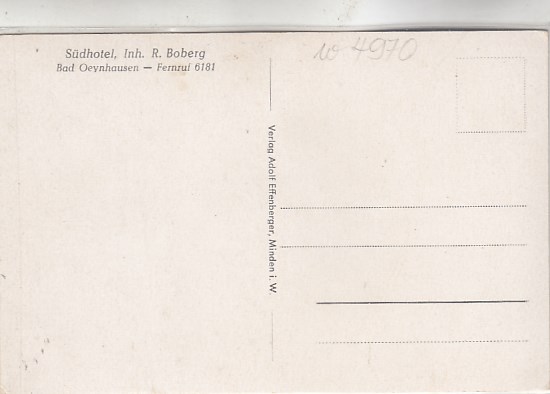 Südhotel, Inh. R. Boberg
Bad Oeynhausen — Fernruf 6181
w 4970
Verlag Adolf Effenberger, Minden i. W